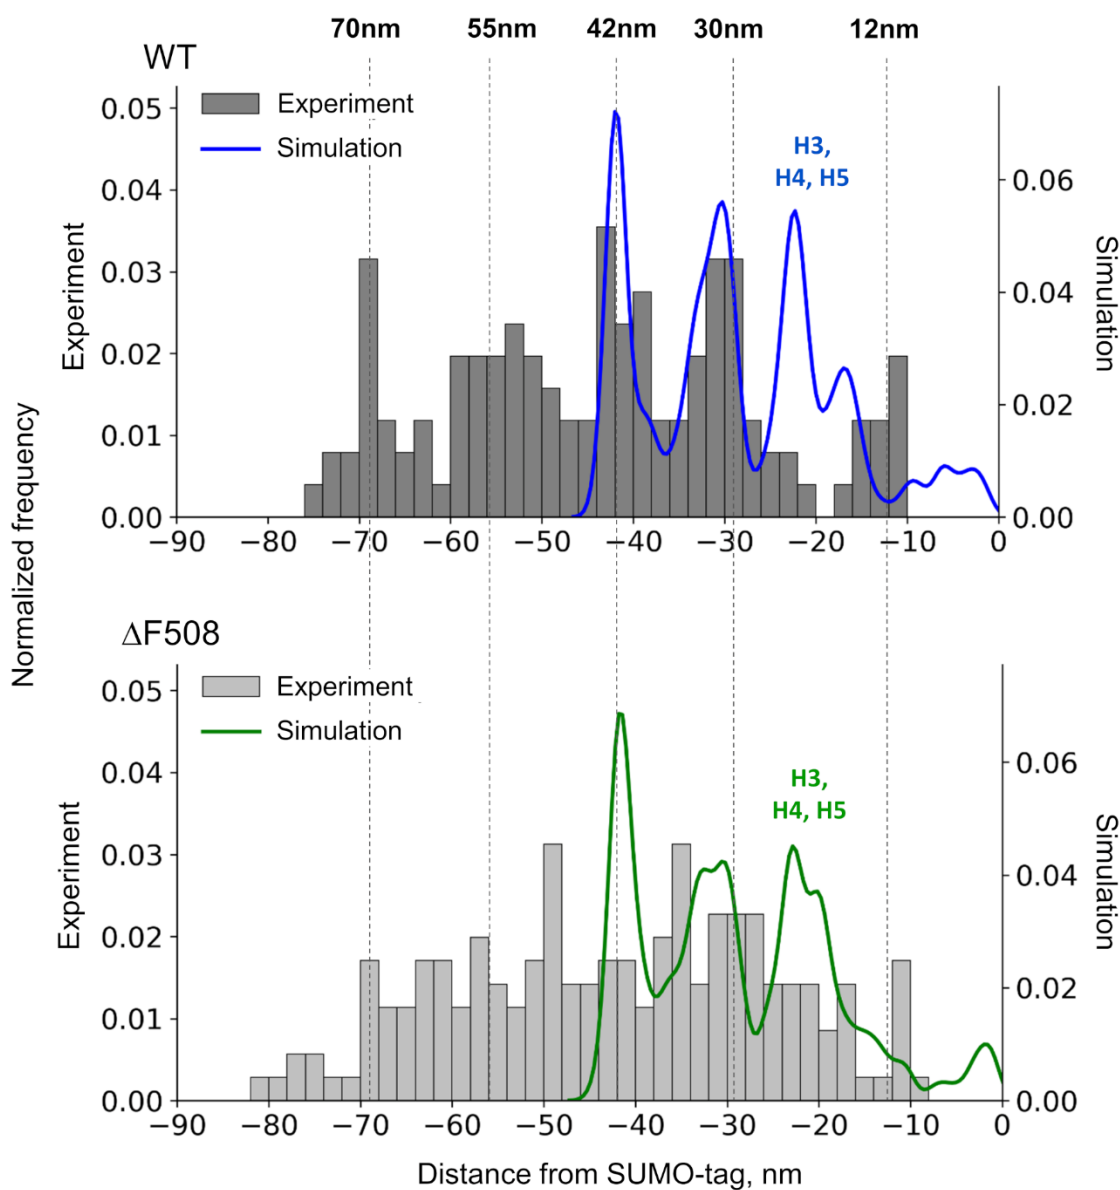 70nm 55nm 42nm 30nm 12nm
WT
Experiment
Simulation
H3,
H4, H5
0.05
0.04
0.03
0.02
0.01
0.00
0.06
0.04
0.02
0.00
Experiment
Simulation
−90 −80 −70 −60 −50 −40 −30 −20 −10 0
Normalized frequency
ΔF508
Experiment
Simulation
H3,
H4, H5
0.05
0.04
0.03
0.02
0.01
0.00
0.06
0.04
0.02
0.00
Experiment
Simulation
−90 −80 −70 −60 −50 −40 −30 −20 −10 0
Distance from SUMO-tag, nm